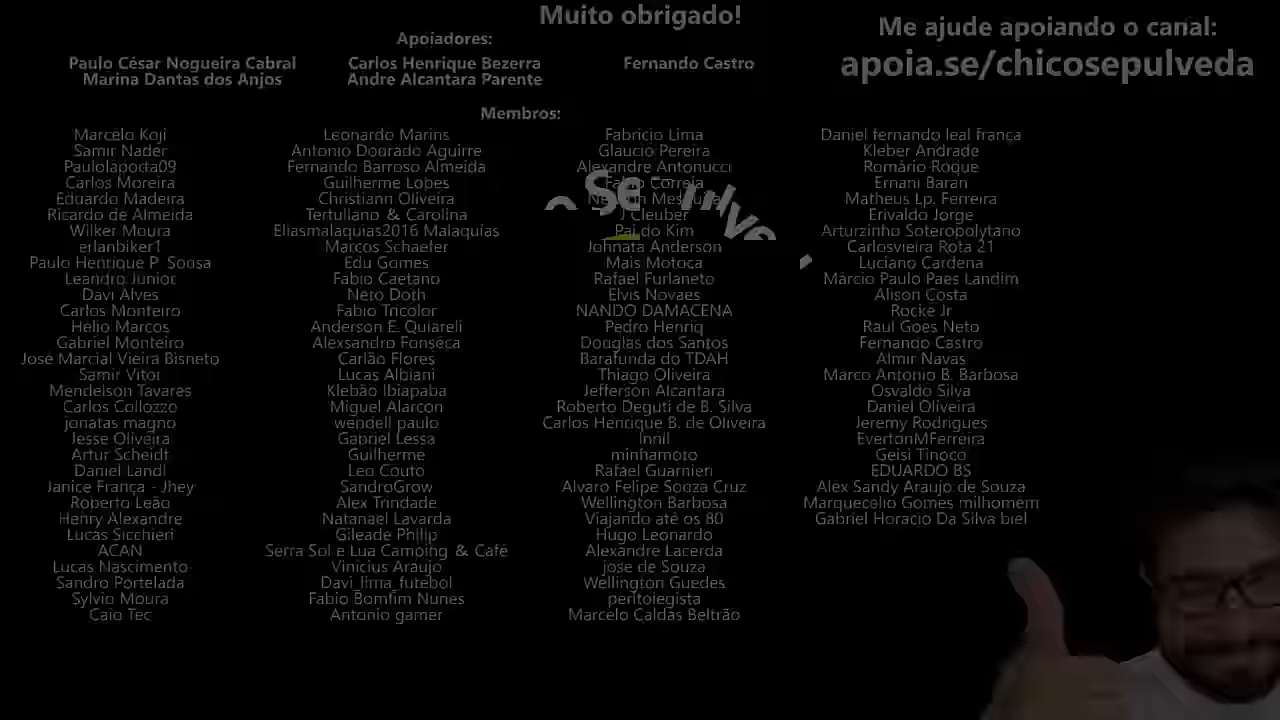 Muito obrigado!
Me ajude apoiando o canal:
apoia.se/chicosepulveda
Apoiadores:
Paulo César Nogueira Cabral
Marina Dantas dos Anjos
Carlos Henrique Bezerra
Andre Alcantara Parente
Fernando Castro
Membros:
Marcelo Koji
Samir Nader
Paulolaporta09
Carlos Moreira
Eduardo Madeira
Ricardo de Almeida
Wilker Moura
erlanbiker1
Paulo Henrique P Sousa
Leandro Junior
Davi Alves
Carlos Monteiro
Helio Marcos
Gabriel Monteiro
José Marcial Vieira Bisneto
Samir Vitor
Mendelson Tavares
Carlos Collozzo
jonatas magno
Jesse Oliveira
Artur Scheidt
Daniel Landi
Janice França - Jhey
Roberto Leão
Henry Alexandre
Lucas Sicchieri
ACAN
Lucas Nascimento
Sandro Portelada
Sylvio Moura
Caio Tec
Leonardo Marins
Antonio Dourado Aguirre
Fernando Barroso Almeida
Guilherme Lopes
Christiann Oliveira
Tertuliano & Carolina
Eliasmalaquias2016 Malaquias
Marcos Schaefer
Edu Gomes
Fabio Caetano
Neto Doth
Fabio Tricolor
Anderson E. Quiareli
Alexsandro Fonseca
Carlão Flores
Lucas Albiani
Klebão Ibiapaba
Miguel Alarcon
wendell paulo
Gabriel Lessa
Guilherme
Leo Couto
SandroGrow
Alex Trindade
Natanael Lavarda
Gileade Philip
Serra Sol e Lua Camping & Café
Vinicius Araujo
Davi_lima_futebol
Fabio Bomfim Nunes
Antonio gamer
Fabricio Lima
Glaucio Pereira
Alexandre Antonucci
Fabio Correia
J Cleuber
Pai do Kim
Johnata Anderson
Mais Motoca
Rafael Furlaneto
Elvis Novaes
NANDO DAMACENA
Pedro Henriq
Douglas dos Santos
Barafunda do TDAH
Thiago Oliveira
Jefferson Alcantara
Roberto Deguti de B. Silva
Carlos Henrique B. de Oliveira
Innil
minhamoto
Rafael Guarnieri
Alvaro Felipe Souza Cruz
Wellington Barbosa
Viajando até os 80
Hugo Leonardo
Alexandre Lacerda
jose de Souza
Wellington Guedes
peritolegista
Marcelo Caldas Beltrão
Daniel fernando leal frança
Kleber Andrade
Romário Roque
Ernani Baran
Matheus Lp. Ferreira
Erivaldo Jorge
Arturzinho Soteropolytano
Carlosvieira Rota 21
Luciano Cardena
Márcio Paulo Paes Landim
Alison Costa
Rocke Jr
Raul Goes Neto
Fernando Castro
Almir Navas
Marco Antonio B. Barbosa
Osvaldo Silva
Daniel Oliveira
Jeremy Rodrigues
EvertonMFerreira
Geisi Tinoco
EDUARDO BS
Alex Sandy Araujo de Souza
Marquecelio Gomes milhomem
Gabriel Horacio Da Silva biel